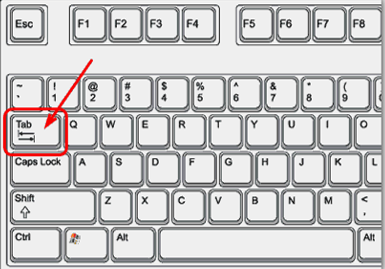 Esc F1 F2 F3 F4 F5 F6 F7 F8
~ ! @ # $ % ^ & * (
` 1 2 3 4 5 6 7 8 9
Tab Q W E R T Y U I O
Caps Lock A S D F G H J K L
Shift Z X C V B N M < ,
Ctrl Alt Alt